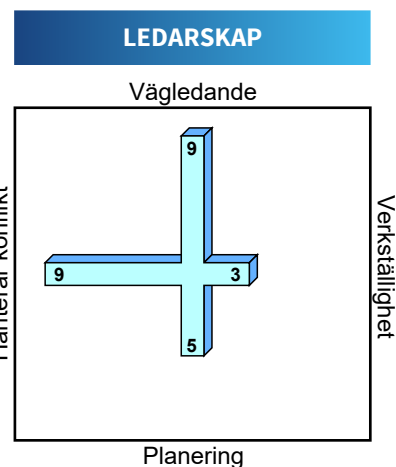 LEDARSKAP
Vägledande
9
Hanterar konflikt
9
3
Verkställighet
5
Planering